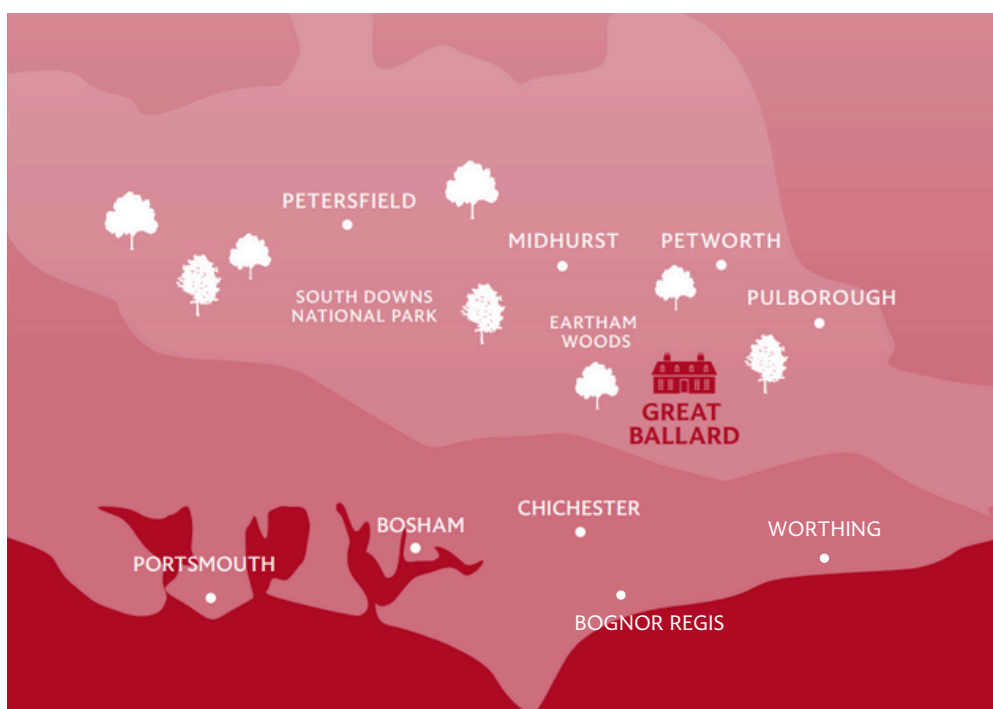 PETERSFIELD
MIDHURST
PETWORTH
SOUTH DOWNS
NATIONAL PARK
PULBOROUGH
EARTHAM
WOODS
GREAT
BALLARD
CHICHESTER
BOSHAM
WORTHING
PORTSMOUTH
BOGNOR REGIS